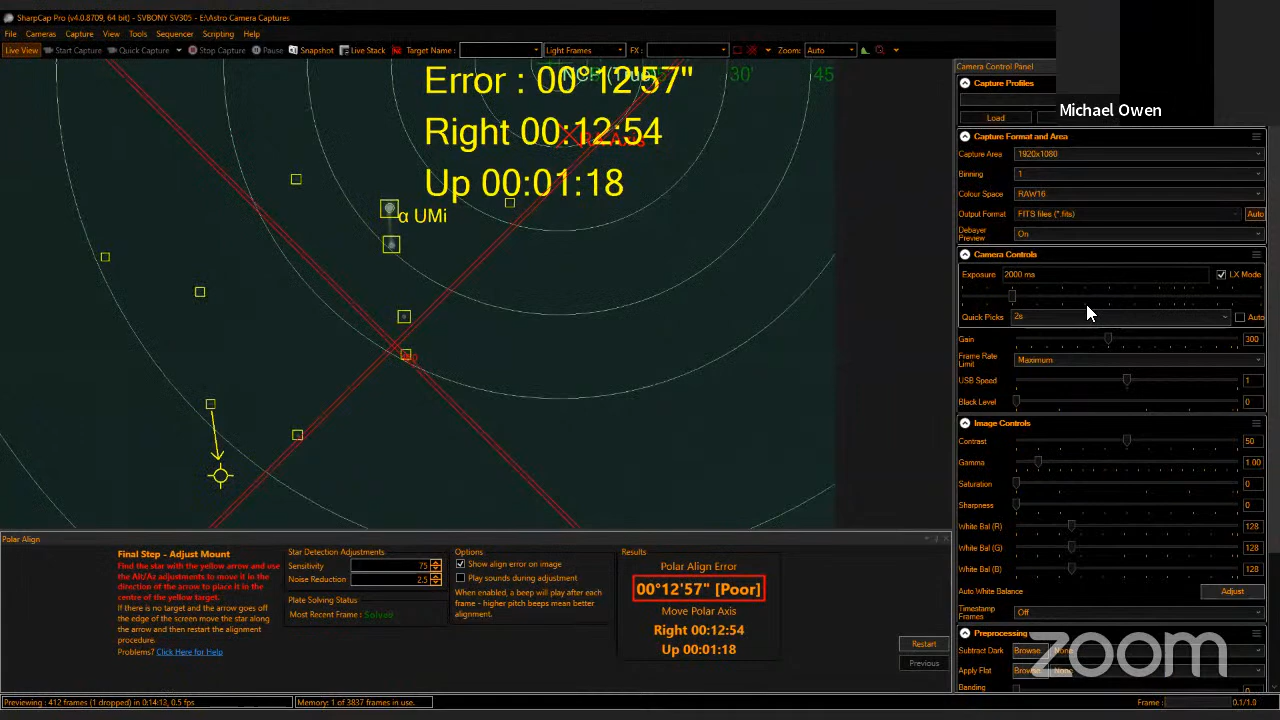 SharpCap Pro (v4.0.8709, 64 bit) - SVBONY SV305 - E:\Astro Camera Captures
File Cameras Capture View Tools Sequencer Scripting Help
Live View Start Capture Quick Capture Stop Capture Pause Snapshot Live Stack Target Name : Light Frames FX : Zoom: Auto
30' 45
Error : 00°12'57"
Right 00:12:54
Up 00:01:18
α UMi
Camera Control Panel
Capture Profiles
Load
Michael Owen
Capture Format and Area
Capture Area 1920x1080
Binning 1
Colour Space RAW16
Output Format FITS files (*.fits) Auto
Debayer Preview On
Camera Controls
Exposure 2000 ms LX Mode
Quick Picks 2s Auto
Gain 300
Frame Rate Limit Maximum
USB Speed 1
Black Level 0
Image Controls
Contrast 50
Gamma 1.00
Saturation 0
Sharpness 0
White Bal (R) 128
White Bal (G) 128
White Bal (B) 128
Auto White Balance Adjust
Timestamp Frames Off
Preprocessing
Subtract Dark Browse None
Apply Flat Browse None
Banding
zoom
Polar Align
Final Step - Adjust Mount
Find the star with the yellow arrow and use
the Alt/Az adjustments to move it in the
direction of the arrow to place it in the
centre of the yellow target.
If there is no target and the arrow goes off
the edge of the screen move the star
along the arrow and then restart the alignment
procedure.
Problems? Click Here for Help
Star Detection Adjustments
Sensitivity 75
Noise Reduction 2.5
Plate Solving Status
Most Recent Frame : Solved
Options
Show align error on image
Play sounds during adjustment
When enabled, a beep will play after each
frame - higher pitch beeps mean better
alignment.
Results
Polar Align Error
00°12'57" [Poor]
Move Polar Axis
Right 00:12:54
Up 00:01:18
Restart
Previous
Previewing : 412 frames (1 dropped) in 0:14:13, 0.5 fps Memory: 1 of 3837 frames in use. Frame : 0.1/1.0